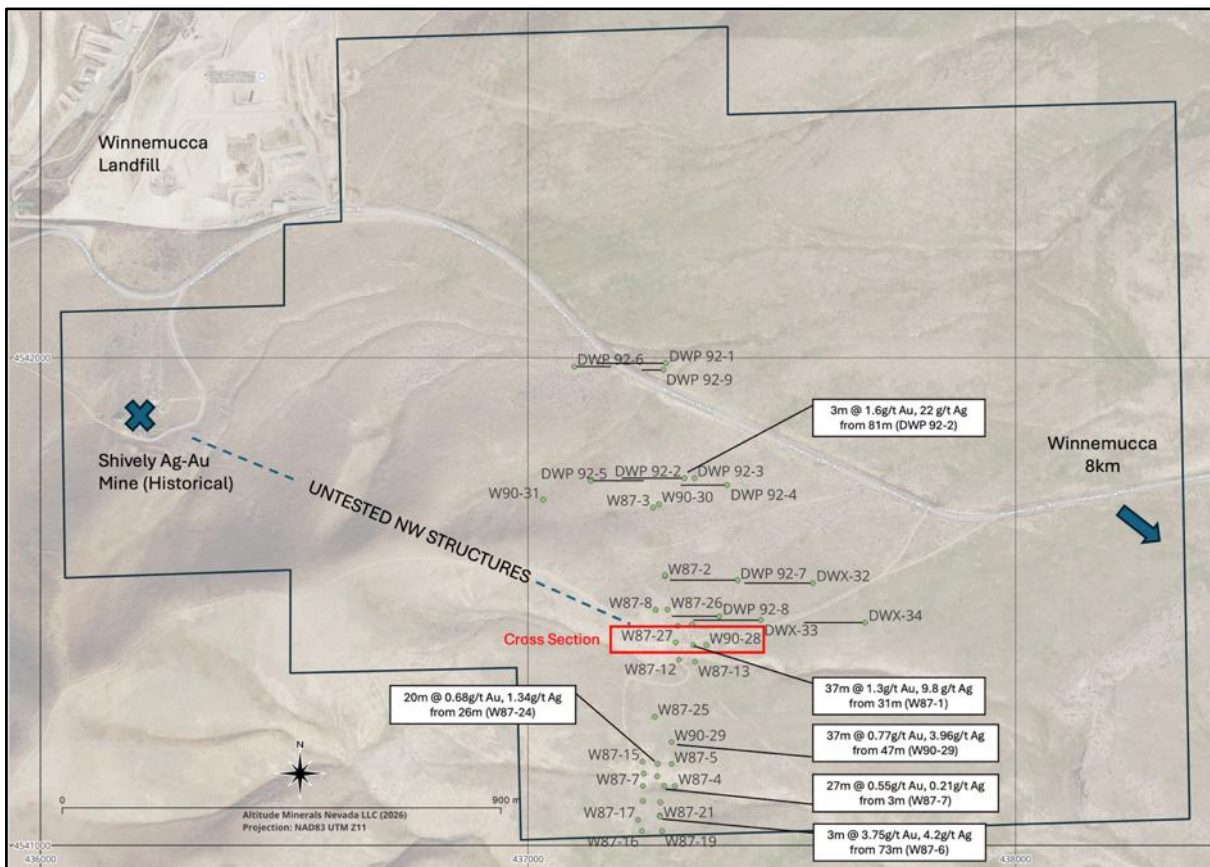 Winnemucca
Landfill
4542000
DWP 92-6
DWP 92-1
DWP 92-9
3m @ 1.6g/t Au, 22 g/t Ag
from 81m (DWP 92-2)
Winnemucca
8km
Shively Ag-Au
Mine (Historical)
UNTESTED NW STRUCTURES
DWP 92-5
DWP 92-2
DWP 92-3
DWP 92-4
W90-31
W87-3
W90-30
W87-2
DWP 92-7
DWX-32
W87-8
W87-26
DWP 92-8
DWX-34
DWX-33
Cross Section
W87-27
W90-28
W87-12
W87-13
37m @ 1.3g/t Au, 9.8 g/t Ag
from 31m (W87-1)
20m @ 0.68g/t Au, 1.34g/t Ag
from 26m (W87-24)
W87-25
W90-29
37m @ 0.77g/t Au, 3.96g/t Ag
from 47m (W90-29)
W87-15
W87-5
W87-7
W87-4
27m @ 0.55g/t Au, 0.21g/t Ag
from 3m (W87-7)
N
0
900 m
W87-17
W87-21
W87-16
W87-19
3m @ 3.75g/t Au, 4.2g/t Ag
from 73m (W87-6)
Altitude Minerals Nevada LLC (2026)
Projection: NAD83 UTM Z11
4541000
436000
437000
438000